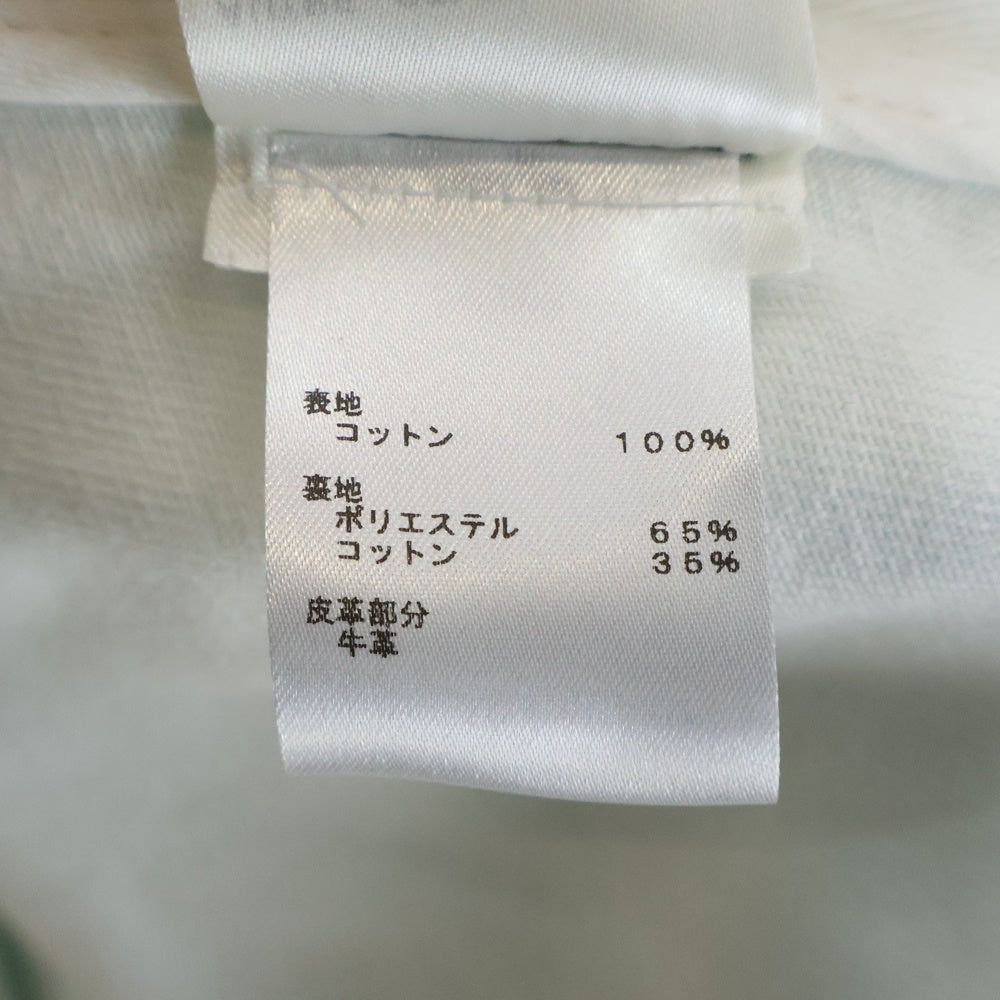 表地
コットン 100%
裏地
ポリエステル 65%
コットン 35%
皮革部分
牛革